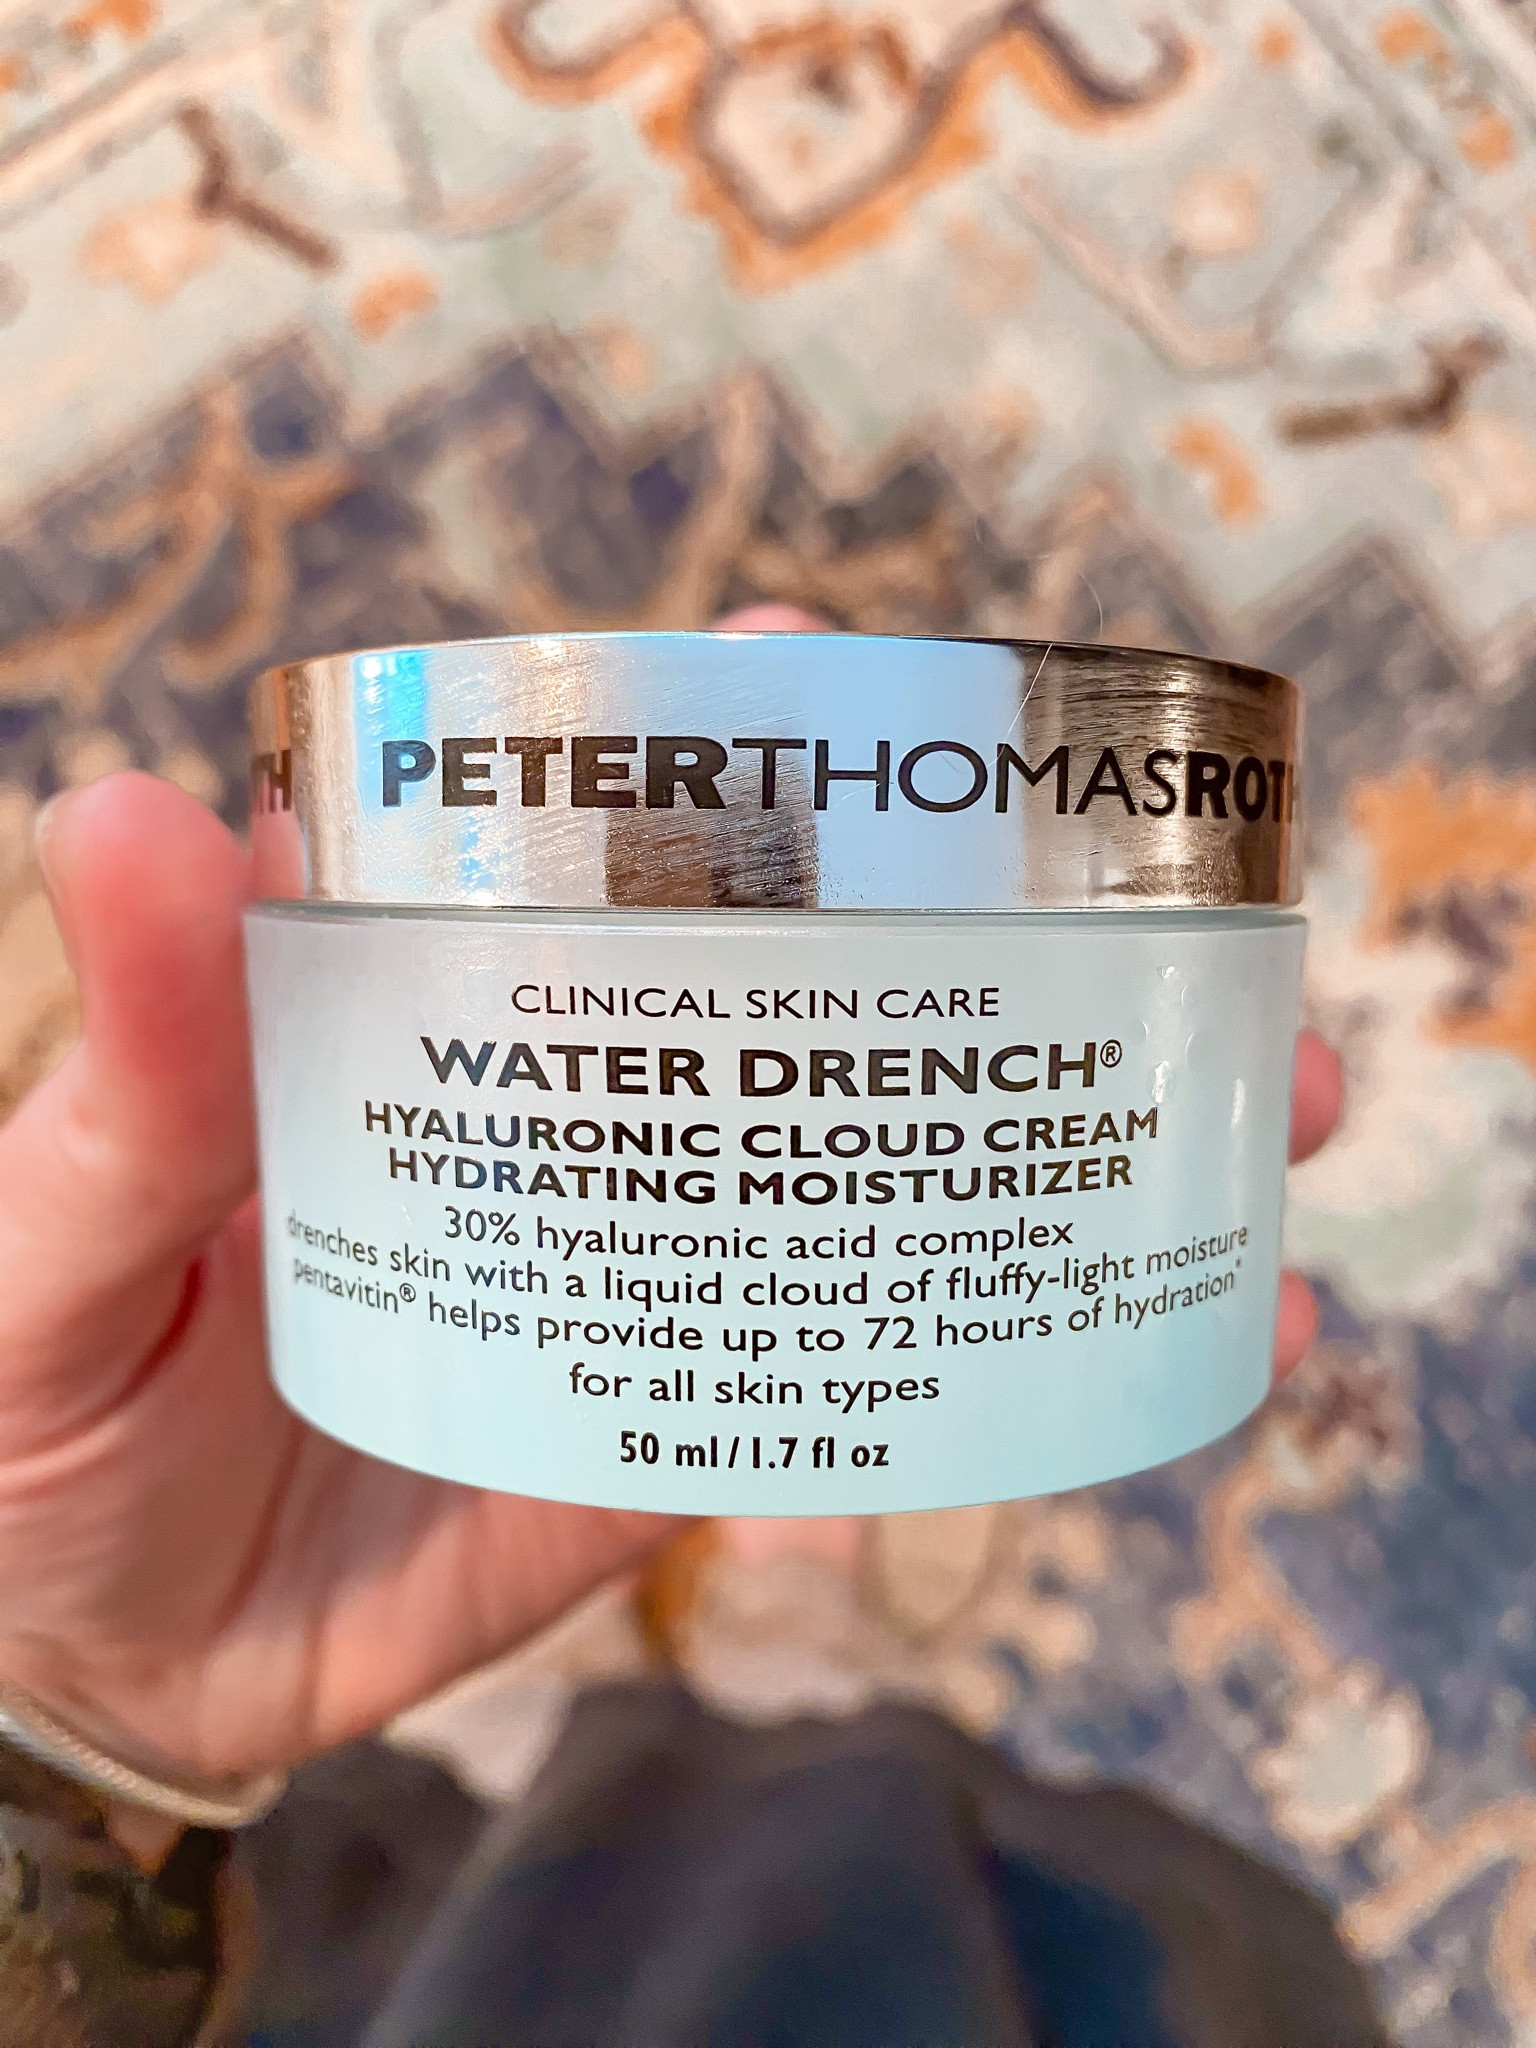 PETERTHOMASROTH
CLINICAL SKIN CARE
WATER DRENCH®
HYALURONIC CLOUD CREAM
HYDRATING MOISTURIZER
30% hyaluronic acid complex
drenches skin with a liquid cloud of fluffy-light moisture
pentavitin® helps provide up to 72 hours of hydration*
for all skin types
50 ml / 1.7 fl oz